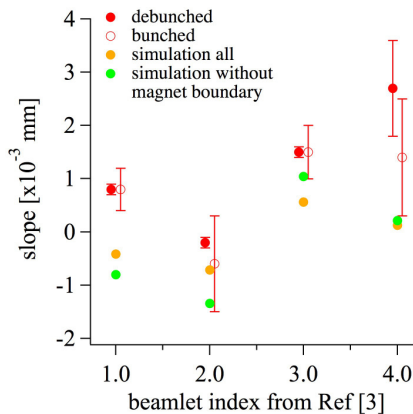 debunched
bunched
simulation all
simulation without
magnet boundary
slope [x10⁻³ mm]
4
3
2
1
0
-1
-2
1.0 2.0 3.0 4.0
beamlet index from Ref [3]